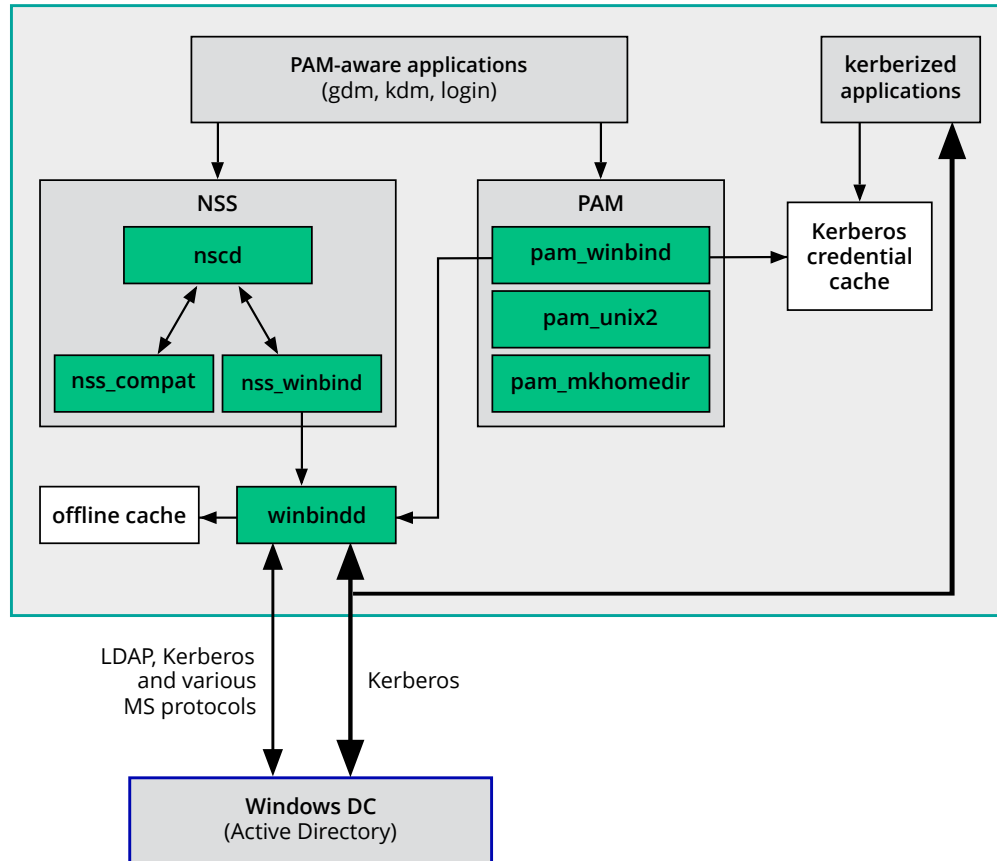 PAM-aware applications
(gdm, kdm, login)
kerberized
applications
NSS
nscd
nss_compat
nss_winbind
PAM
pam_winbind
pam_unix2
pam_mkhomedir
Kerberos
credential
cache
offline cache
winbindd
LDAP, Kerberos
and various
MS protocols
Kerberos
Windows DC
(Active Directory)